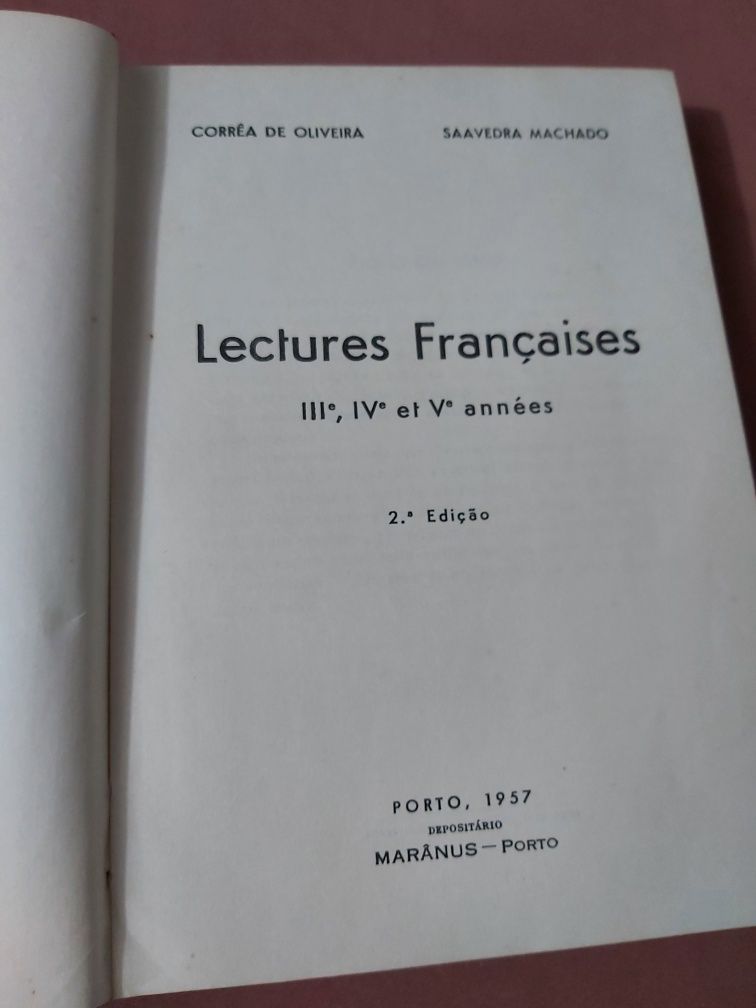 CORRÊA DE OLIVEIRA SAAVEDRA MACHADO
Lectures Françaises
IIIᵉ, IVᵉ et Vᵉ années
2.ª Edição
PORTO, 1957
DEPOSITÁRIO
MARÂNUS — PORTO